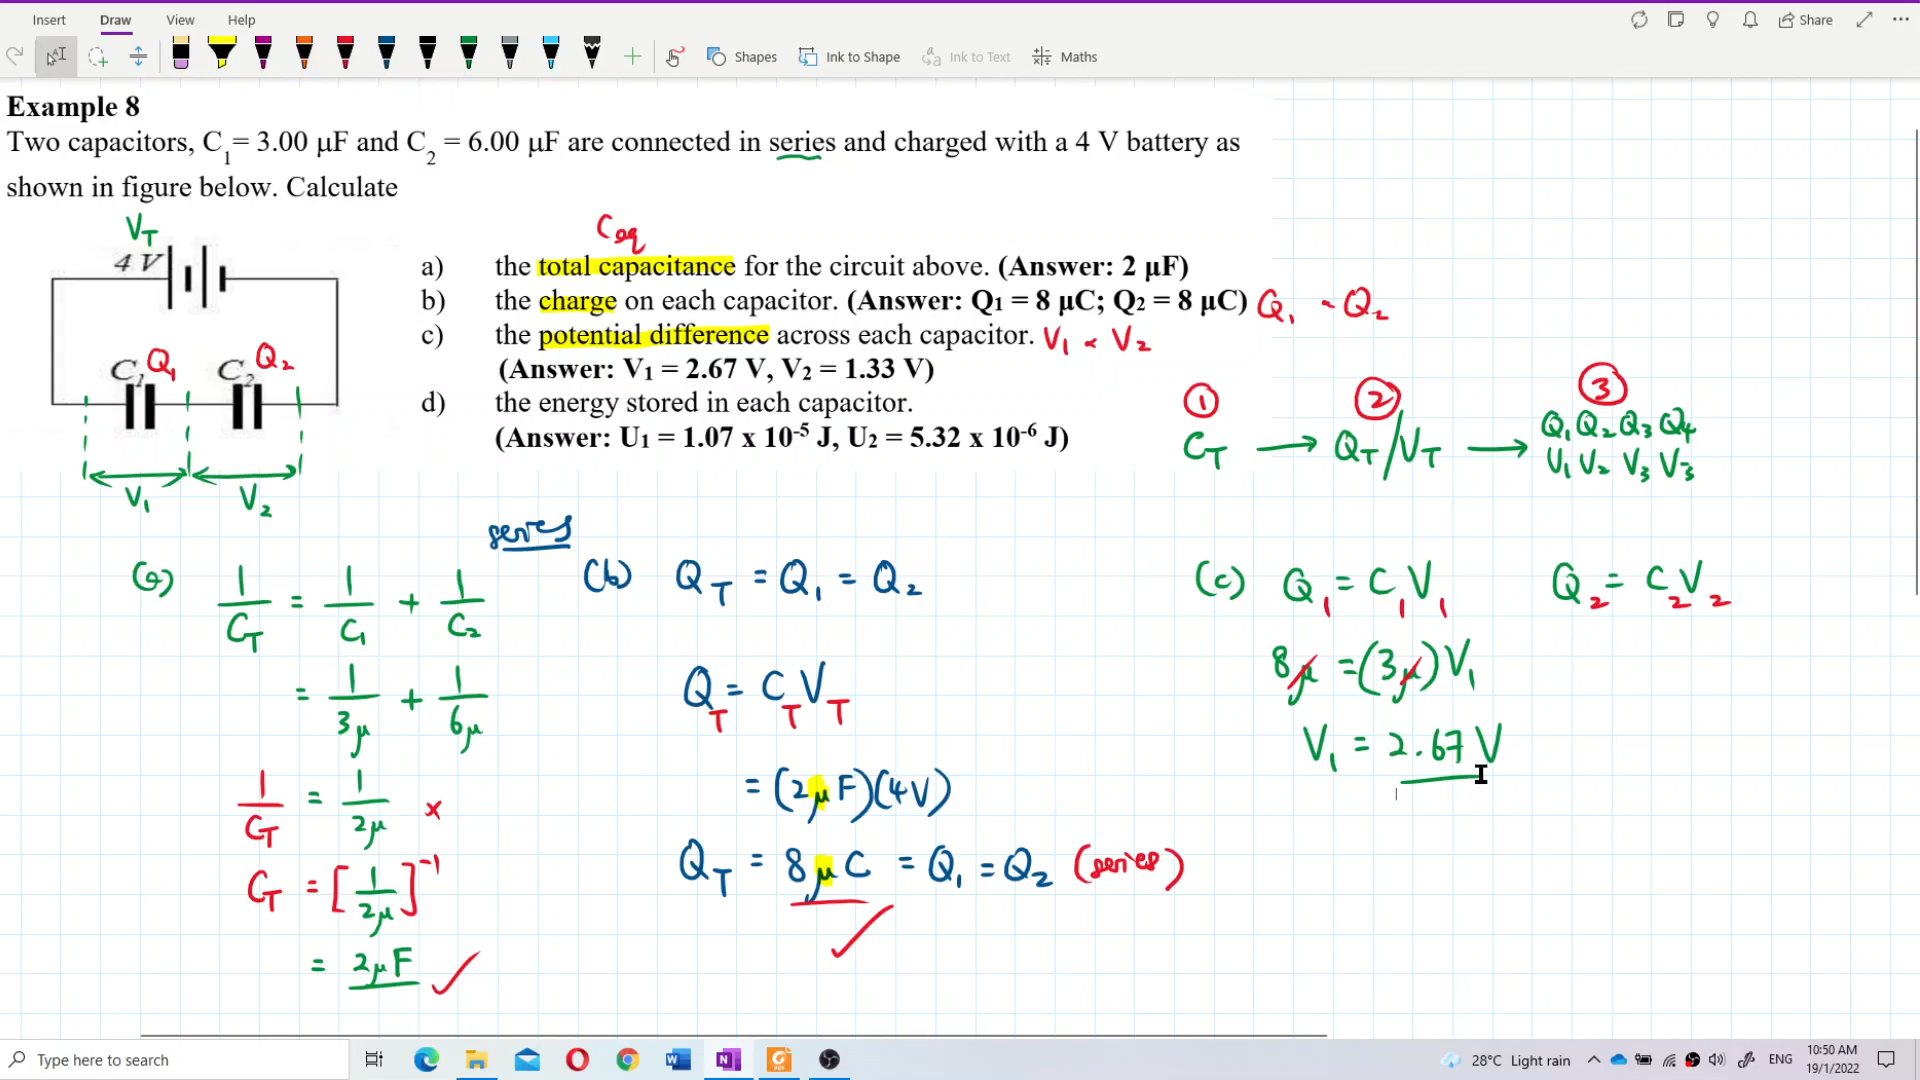 Insert Draw View Help Share
Shapes Ink to Shape Ink to Text Maths
Example 8
Two capacitors, C1= 3.00 μF and C2 = 6.00 μF are connected in series and charged with a 4 V battery as
shown in figure below. Calculate
VT
4 V
Ceq
a) the total capacitance for the circuit above. (Answer: 2 μF)
b) the charge on each capacitor. (Answer: Q1 = 8 μC; Q2 = 8 μC) Q1 = Q2
c) the potential difference across each capacitor. V1 ≠ V2
(Answer: V1 = 2.67 V, V2 = 1.33 V)
d) the energy stored in each capacitor.
(Answer: U1 = 1.07 x 10-5 J, U2 = 5.32 x 10-6 J)
C1 Q1 C2 Q2
V1 V2
① ② ③
CT → QT/VT → Q1 Q2 Q3 Q4
V1 V2 V3 V3
series
(a) 1/CT = 1/C1 + 1/C2
= 1/3μ + 1/6μ
1/CT = 1/2μ x
CT = [1/2μ]-1
= 2μF ✓
(b) QT = Q1 = Q2
QT = CT VT
= (2μF)(4V)
QT = 8μC = Q1 = Q2 (series)
✓
(c) Q1 = C1V1 Q2 = C2V2
8μ = (3μ)V1
V1 = 2.67 V
Type here to search
28°C Light rain
ENG
10:50 AM
19/1/2022